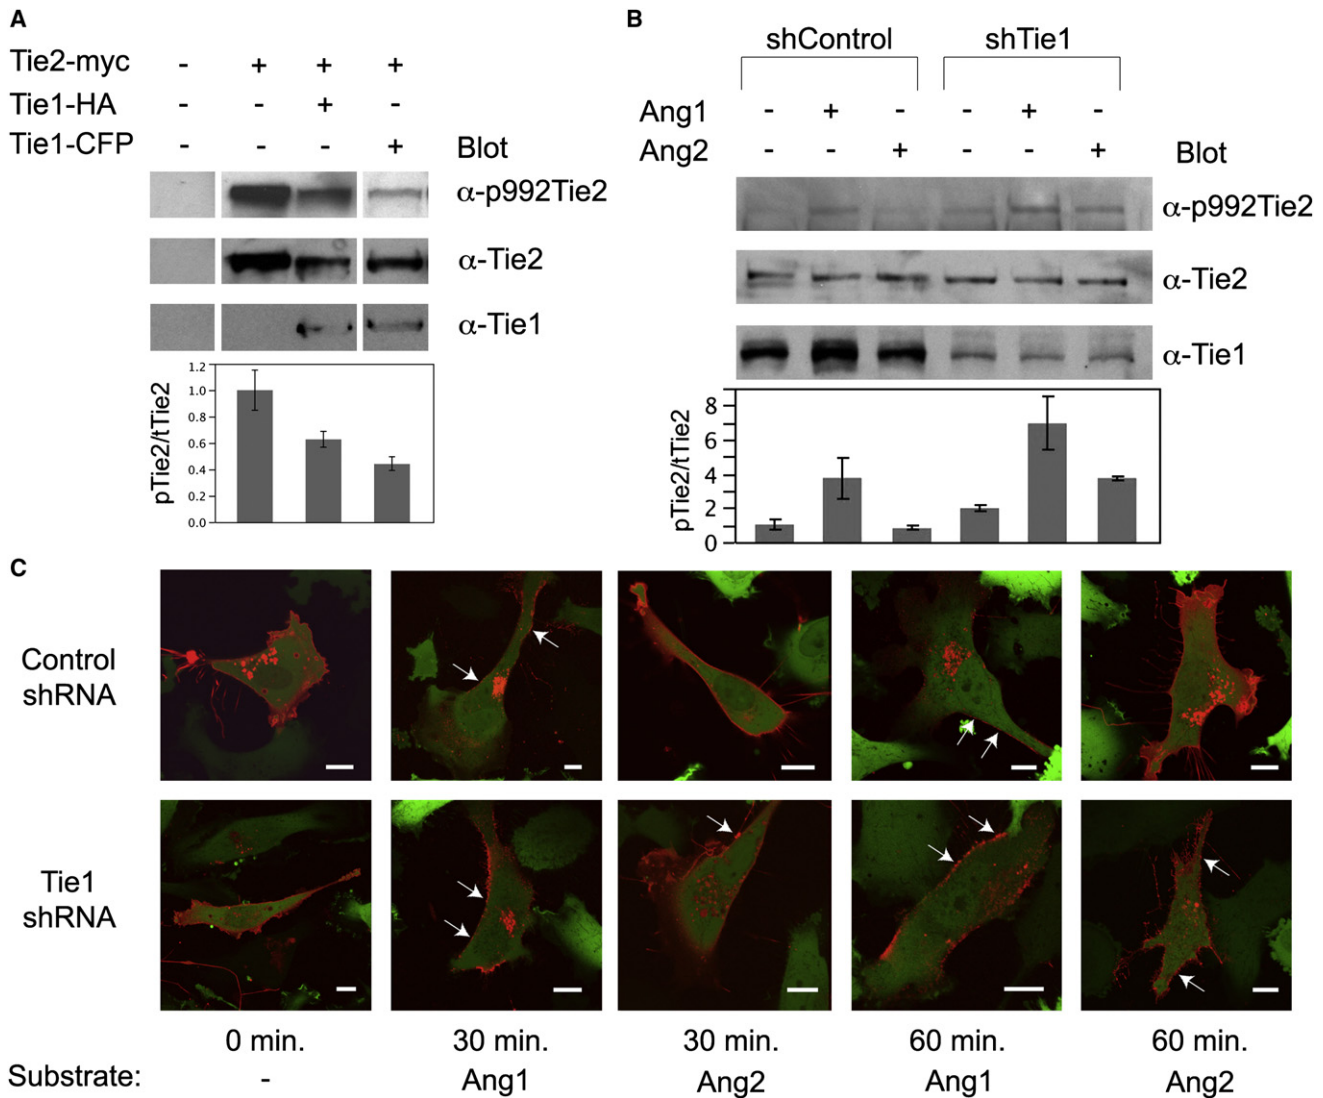 A
Tie2-myc - + + +
Tie1-HA - - + -
Tie1-CFP - - - +
Blot
α-p992Tie2
α-Tie2
α-Tie1
pTie2/tTie2
1.2
1.0
0.8
0.6
0.4
0.2
0.0
B
shControl shTie1
Ang1 - + - - + -
Ang2 - - + - - +
Blot
α-p992Tie2
α-Tie2
α-Tie1
pTie2/tTie2
8
6
4
2
0
C
Control
shRNA
Tie1
shRNA
0 min. 30 min. 30 min. 60 min. 60 min.
Substrate: - Ang1 Ang2 Ang1 Ang2